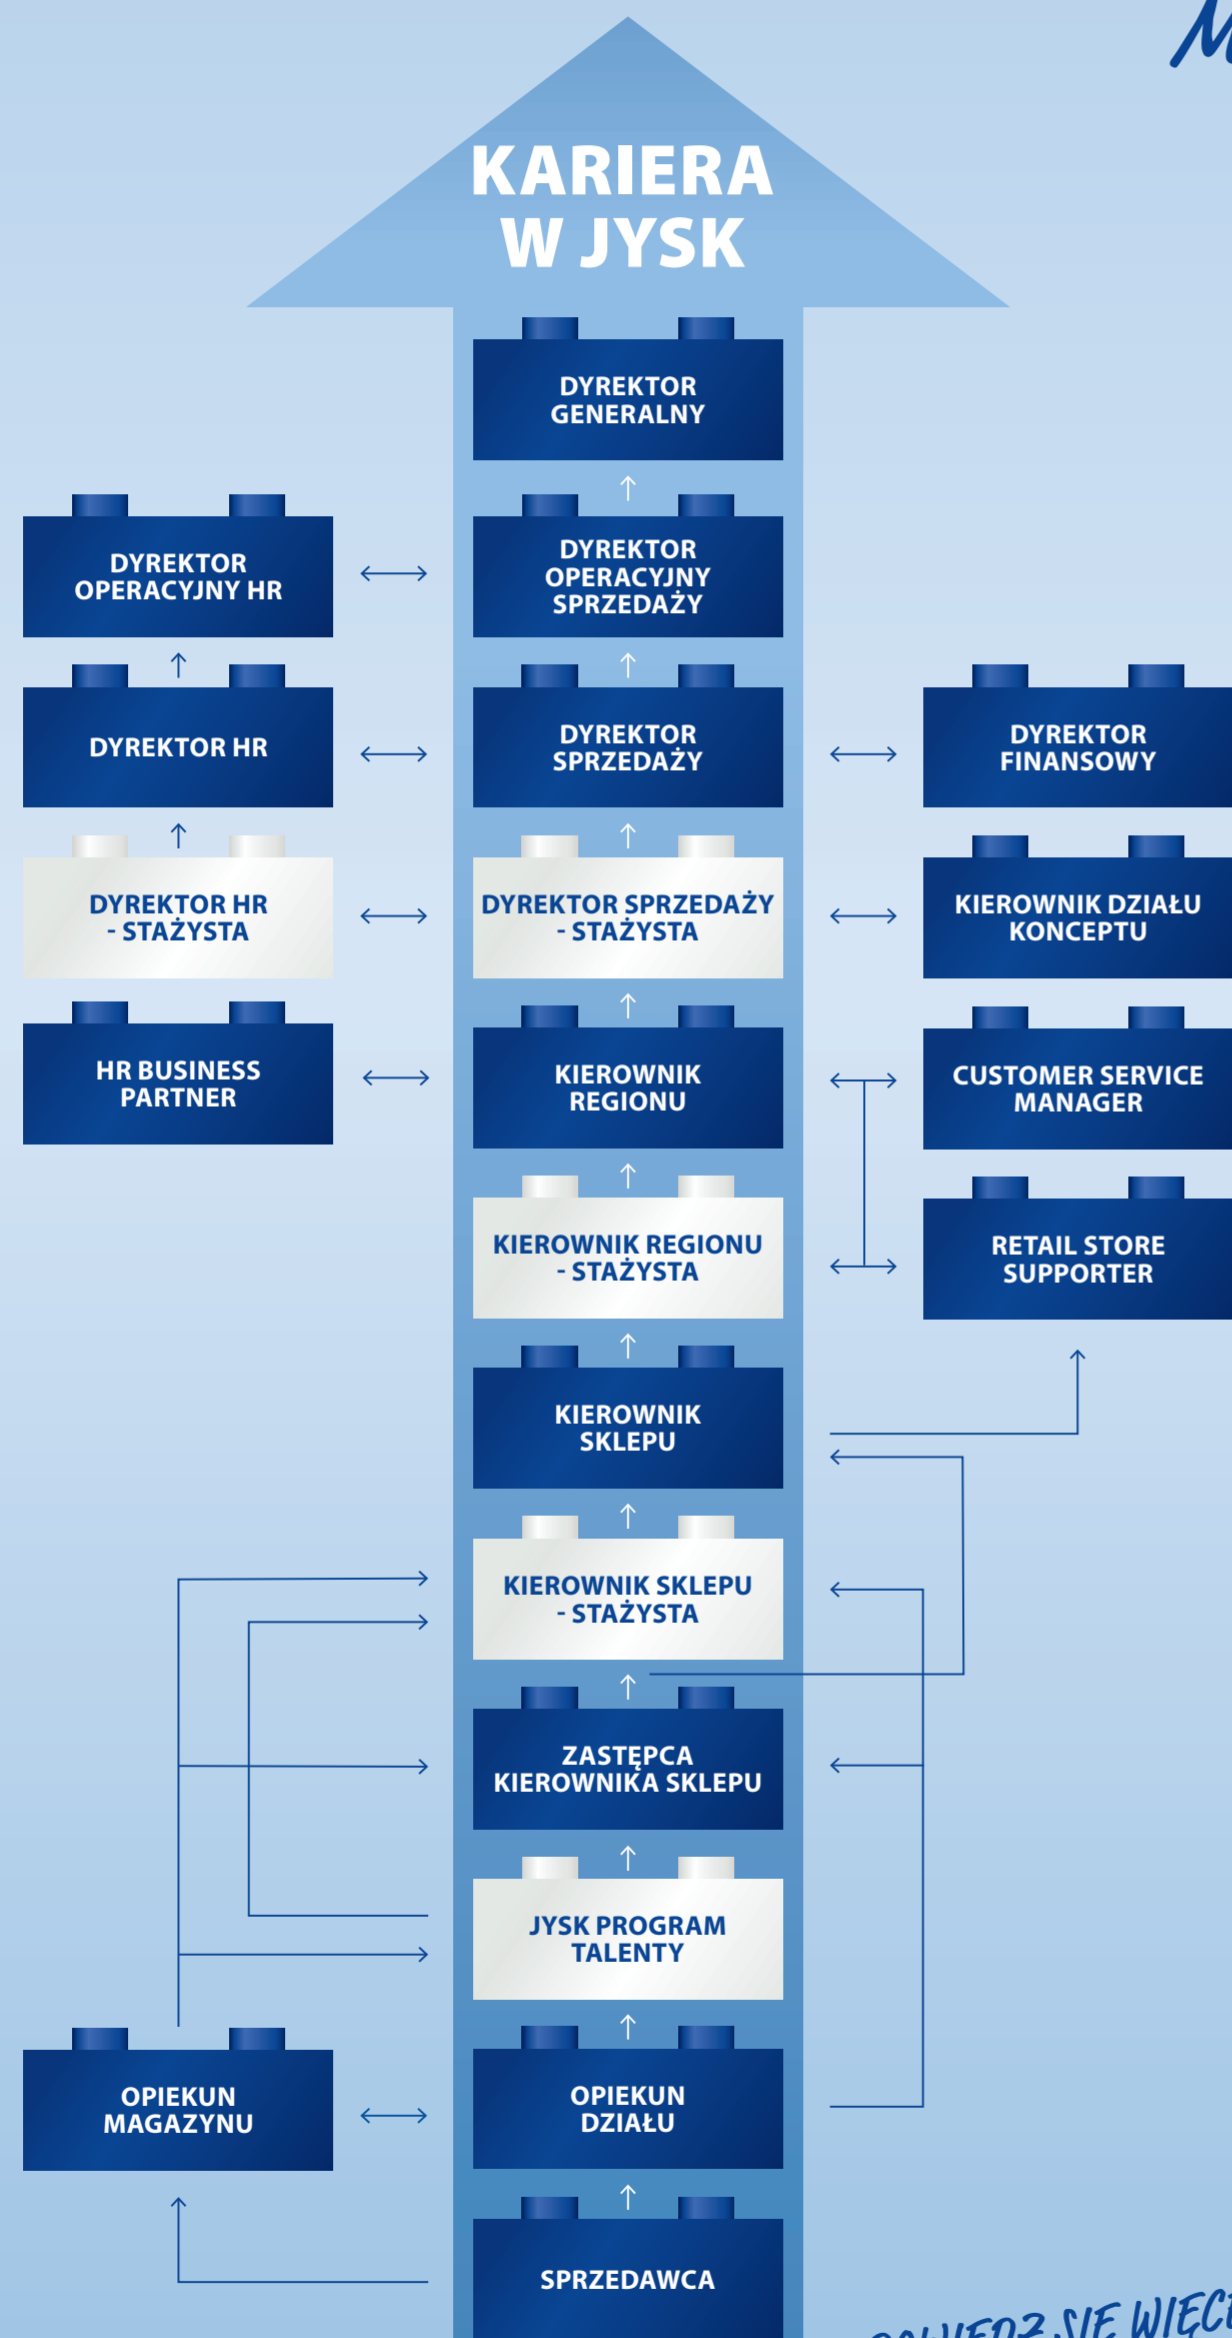 KARIERA
W JYSK
DYREKTOR
GENERALNY
DYREKTOR
OPERACYJNY HR
DYREKTOR
OPERACYJNY
SPRZEDAŻY
DYREKTOR HR
DYREKTOR
SPRZEDAŻY
DYREKTOR
FINANSOWY
DYREKTOR HR
- STAŻYSTA
DYREKTOR SPRZEDAŻY
- STAŻYSTA
KIEROWNIK DZIAŁU
KONCEPTU
HR BUSINESS
PARTNER
KIEROWNIK
REGIONU
CUSTOMER SERVICE
MANAGER
KIEROWNIK REGIONU
- STAŻYSTA
RETAIL STORE
SUPPORTER
KIEROWNIK
SKLEPU
KIEROWNIK SKLEPU
- STAŻYSTA
ZASTĘPCA
KIEROWNIKA SKLEPU
JYSK PROGRAM
TALENTY
OPIEKUN
MAGAZYNU
OPIEKUN
DZIAŁU
SPRZEDAWCA
SIĘ